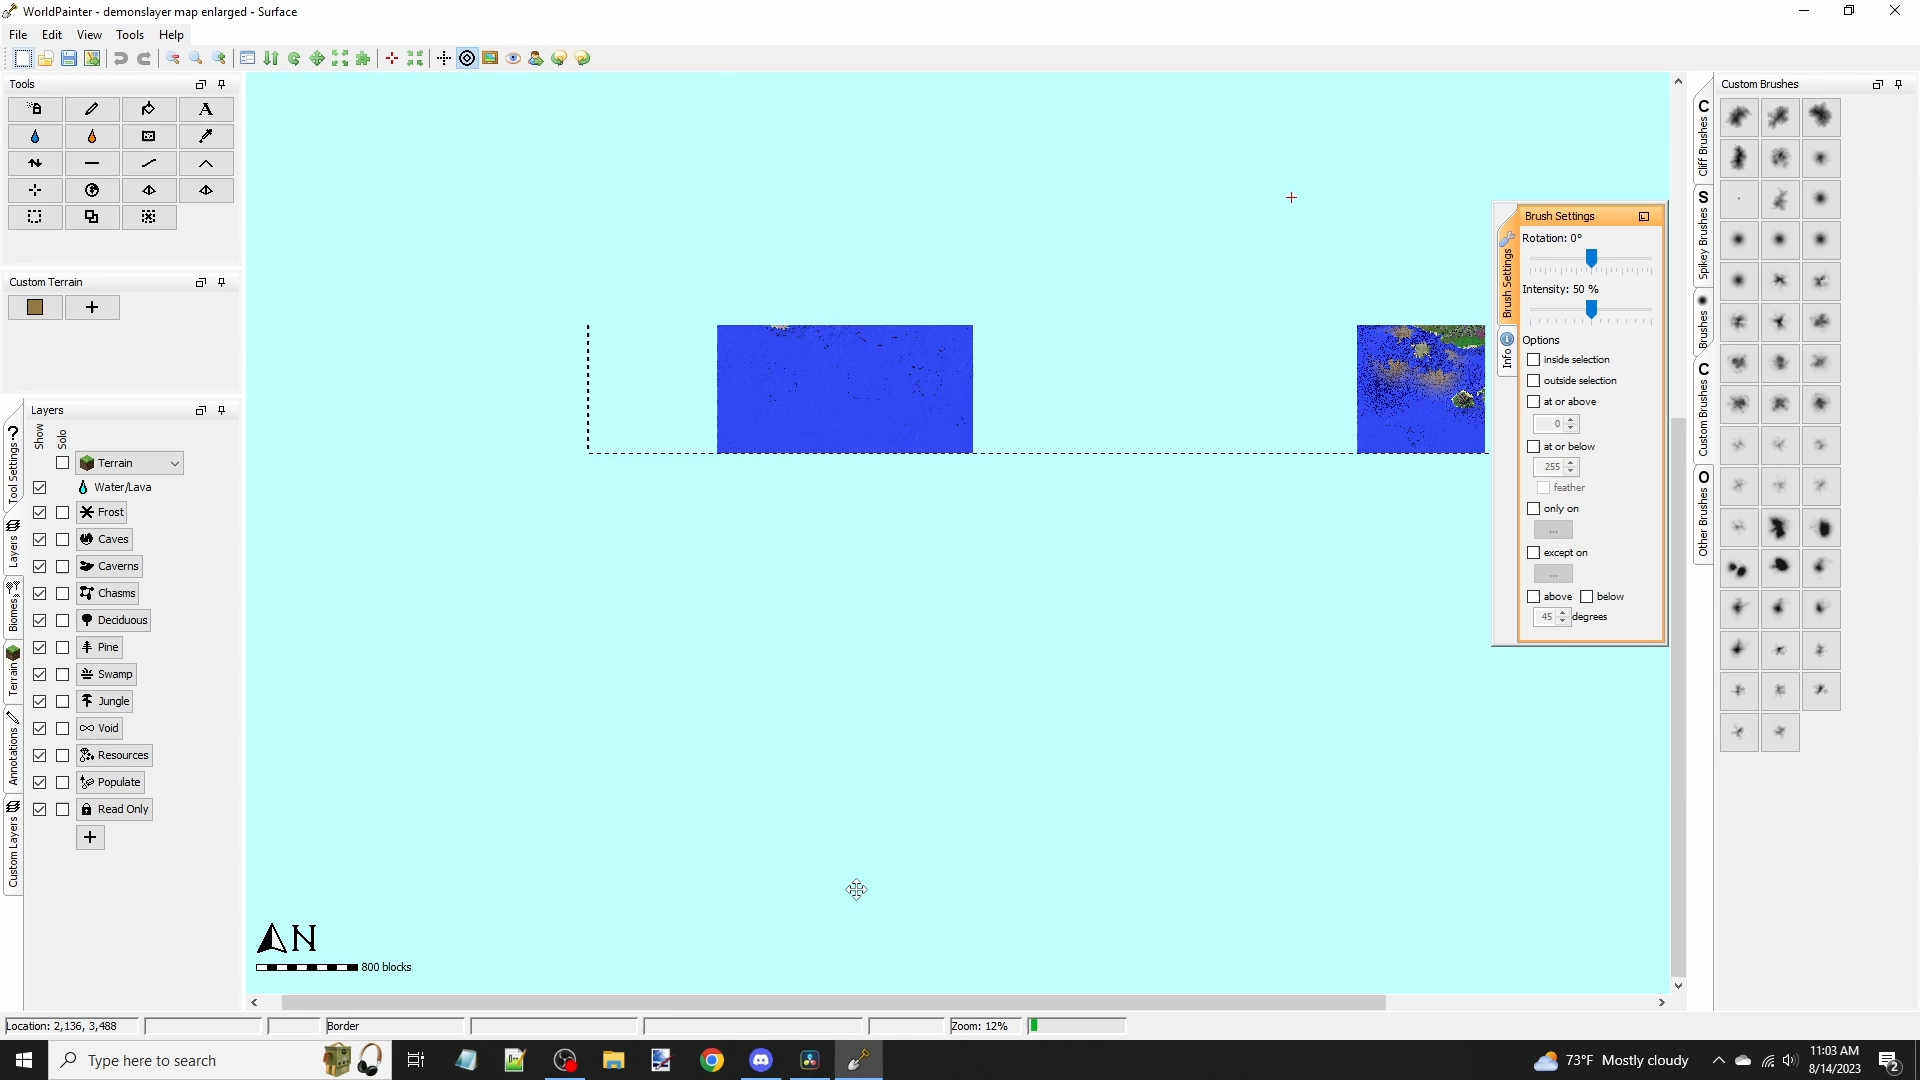 WorldPainter - demonslayer map enlarged - Surface
File Edit View Tools Help
Tools
A
Custom Terrain
Layers
Show
Solo
Terrain
Water/Lava
Frost
Caves
Caverns
Chasms
Deciduous
Pine
Swamp
Jungle
Void
Resources
Populate
Read Only
Tool Settings
Layers
Biomes
Terrain
Annotations
Custom Layers
N
800 blocks
Brush Settings
Info
Brush Settings
Rotation: 0°
Intensity: 50 %
Options
inside selection
outside selection
at or above
0
at or below
255
feather
only on
...
except on
...
above below
45 degrees
C Cliff Brushes
S Spikey Brushes
Brushes
C Custom Brushes
O Other Brushes
Custom Brushes
Location: 2,136, 3,488
Border
Zoom: 12%
Type here to search
73°F Mostly cloudy
11:03 AM
8/14/2023
2